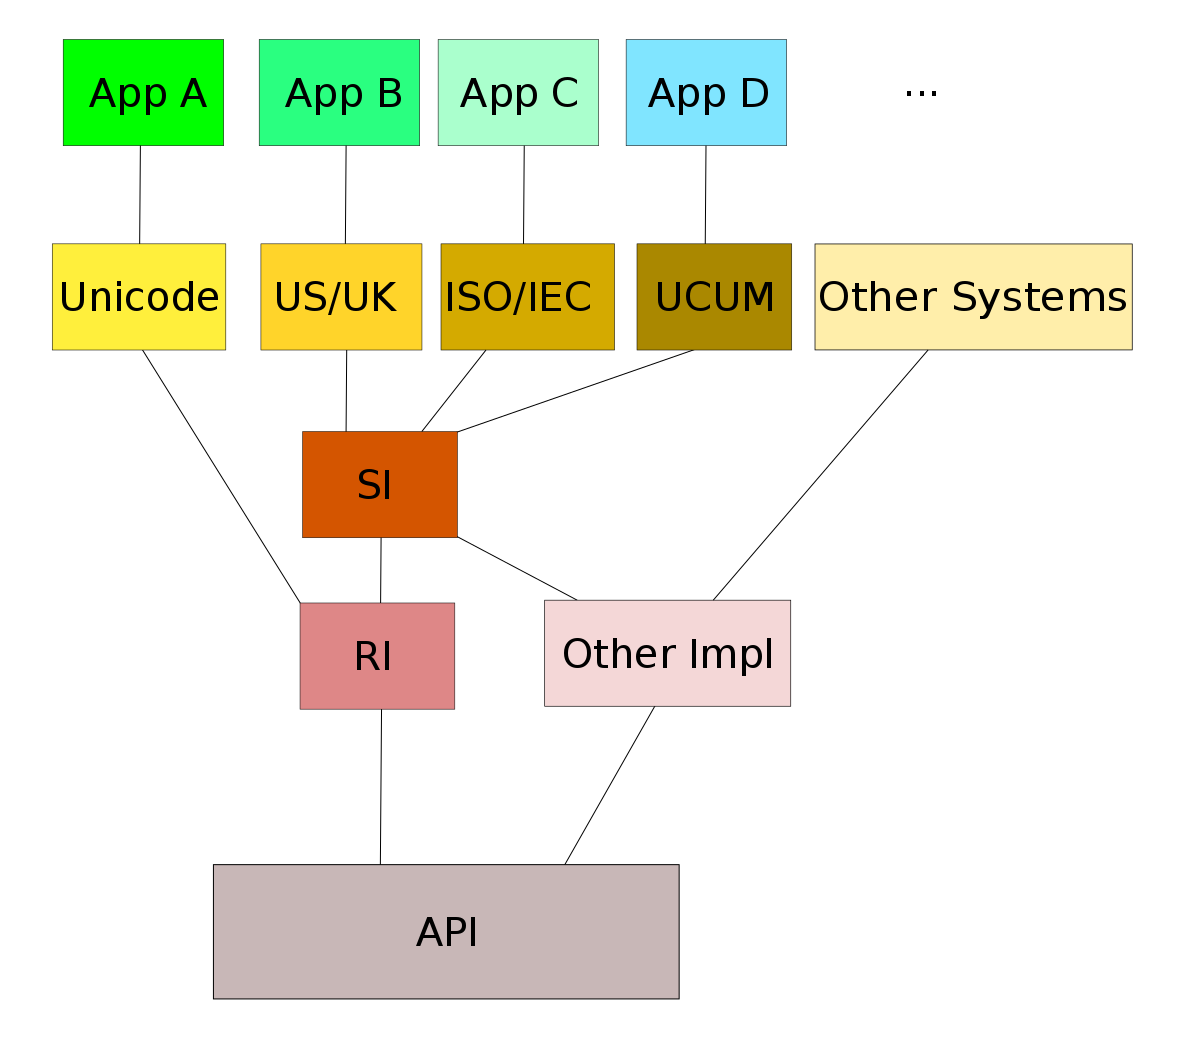 App A
App B
App C
App D
...
Unicode
US/UK
ISO/IEC
UCUM
Other Systems
SI
RI
Other Impl
API